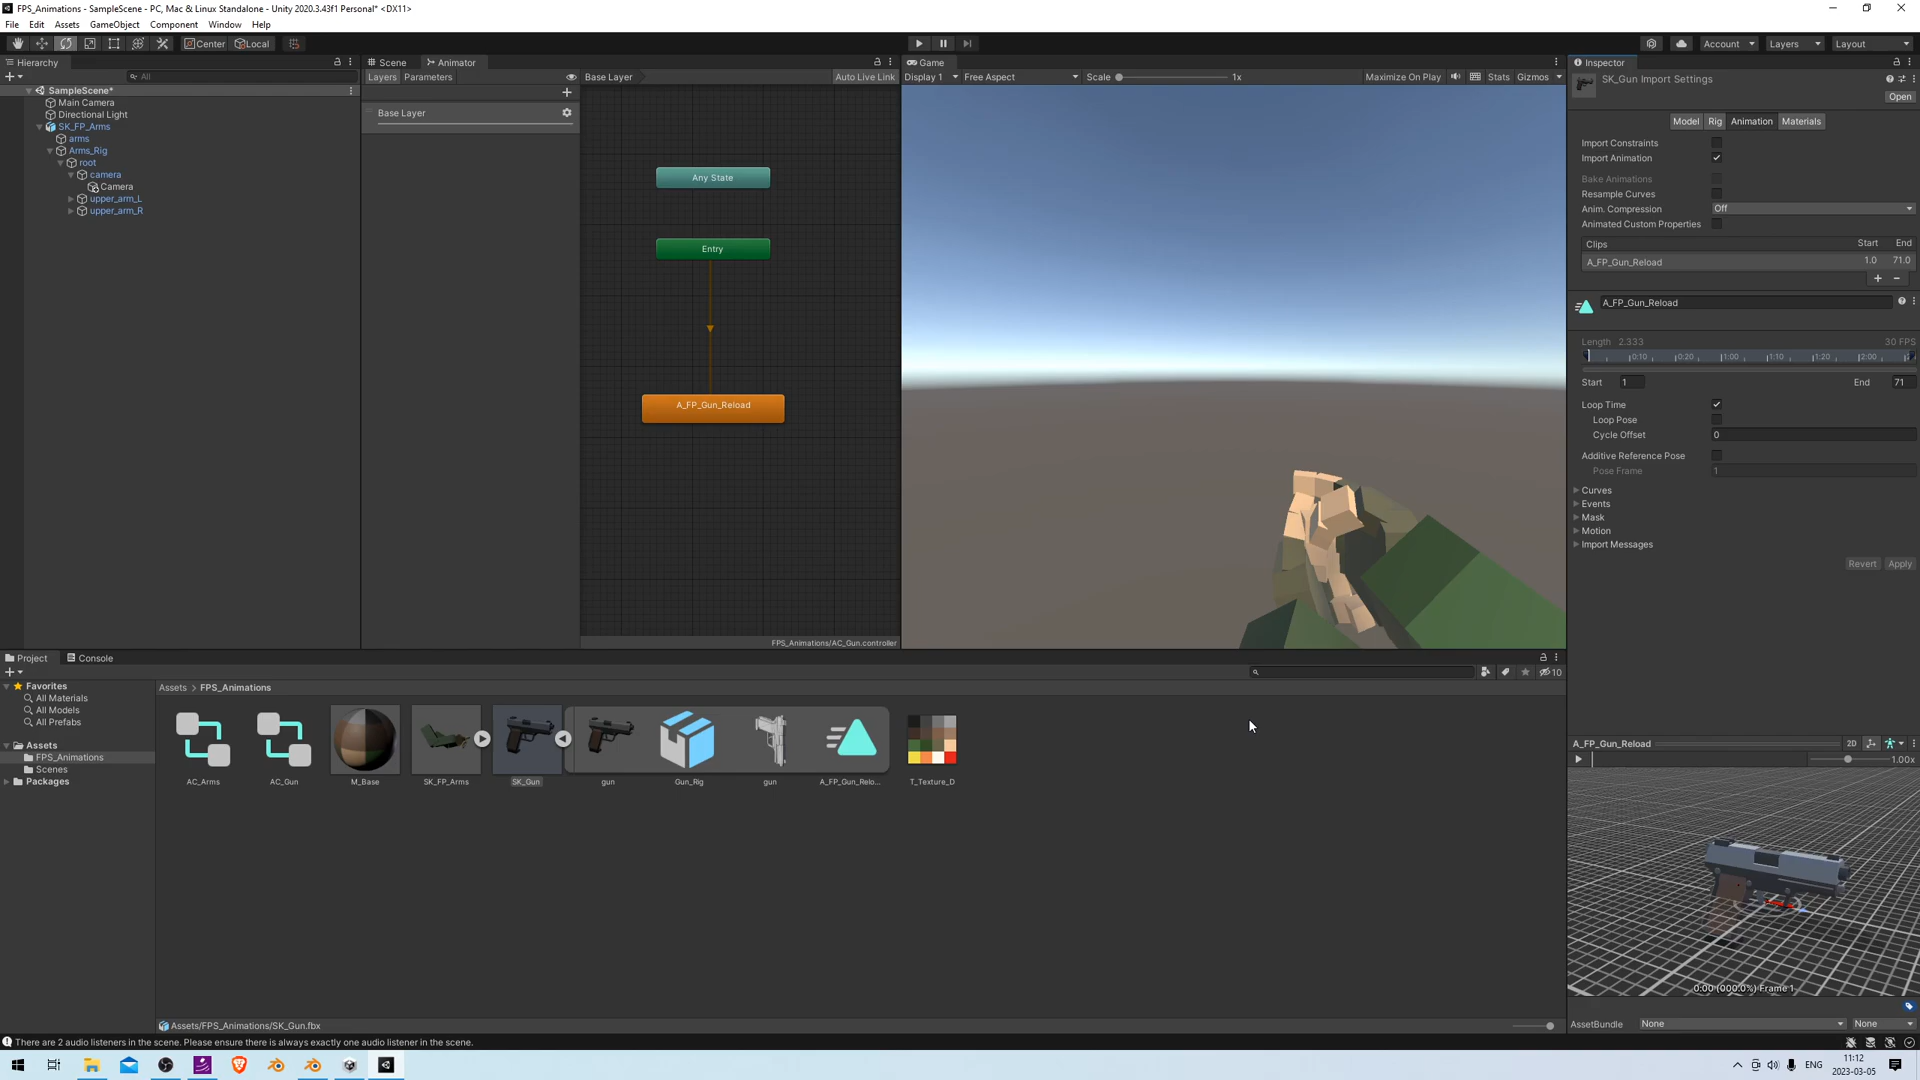 FPS_Animations - SampleScene - PC, Mac & Linux Standalone - Unity 2020.3.43f1 Personal* <DX11>
File Edit Assets GameObject Component Window Help
Center Local
Account Layers Layout
Hierarchy
All
SampleScene*
Main Camera
Directional Light
SK_FP_Arms
arms
Arms_Rig
root
camera
Camera
upper_arm_L
upper_arm_R
Scene Animator
Layers Parameters
Base Layer
Base Layer Auto Live Link
Any State
Entry
A_FP_Gun_Reload
FPS_Animations/AC_Gun.controller
Game
Display 1 Free Aspect Scale 1x Maximize On Play Stats Gizmos
Inspector
SK_Gun Import Settings
Open
Model Rig Animation Materials
Import Constraints
Import Animation
Bake Animations
Resample Curves
Anim. Compression Off
Animated Custom Properties
Clips Start End
A_FP_Gun_Reload 1.0 71.0
A_FP_Gun_Reload
Length 2.333 30 FPS
0:10 0:20 1:00 1:10 1:20 2:00
Start 1 End 71
Loop Time
Loop Pose
Cycle Offset 0
Additive Reference Pose
Pose Frame 1
Curves
Events
Mask
Motion
Import Messages
Revert Apply
A_FP_Gun_Reload 2D
1.00x
0:00 (000.0%) Frame 1
AssetBundle None None
Project Console
10
Favorites
All Materials
All Models
All Prefabs
Assets
FPS_Animations
Scenes
Packages
Assets > FPS_Animations
AC_Arms AC_Gun M_Base SK_FP_Arms SK_Gun gun Gun_Rig gun A_FP_Gun_Relo... T_Texture_D
Assets/FPS_Animations/SK_Gun.fbx
There are 2 audio listeners in the scene. Please ensure there is always exactly one audio listener in the scene.
ENG
11:12
2023-03-05